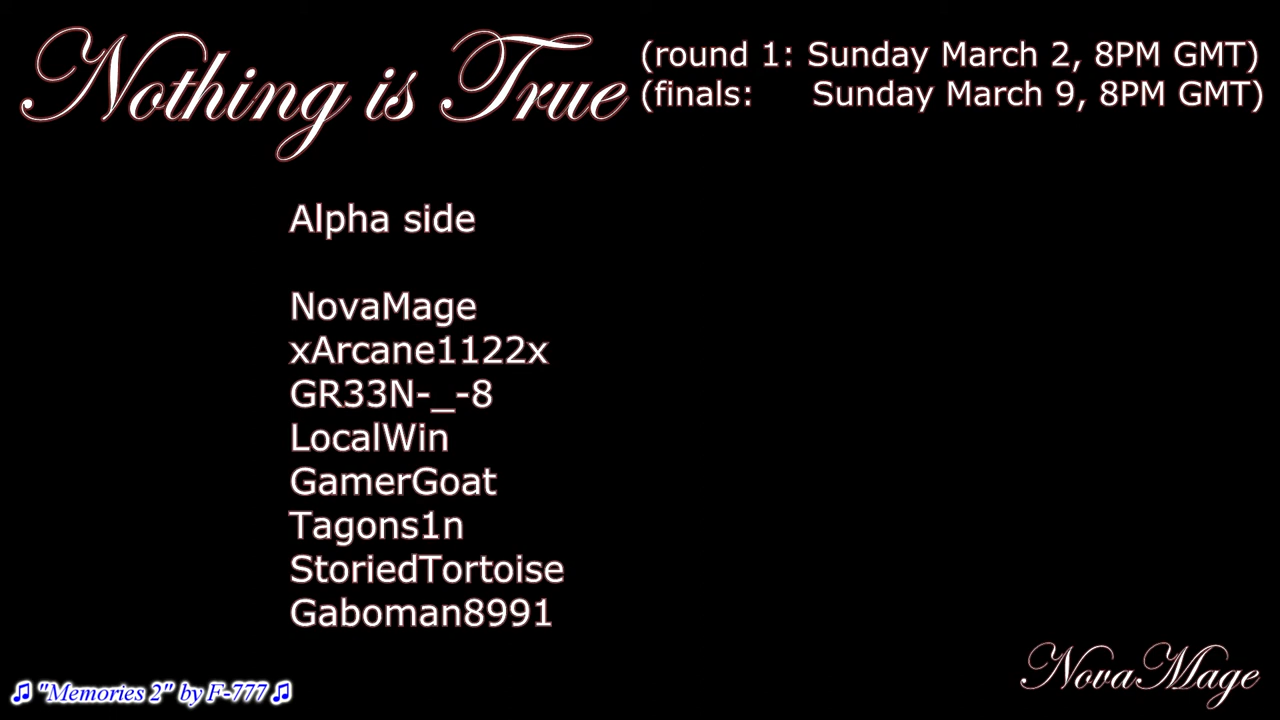 Nothing is True
(round 1: Sunday March 2, 8PM GMT)
(finals: Sunday March 9, 8PM GMT)
Alpha side
NovaMage
xArcane1122x
GR33N-_-8
LocalWin
GamerGoat
Tagons1n
StoriedTortoise
Gaboman8991
NovaMage
♫ "Memories 2" by F-777 ♫